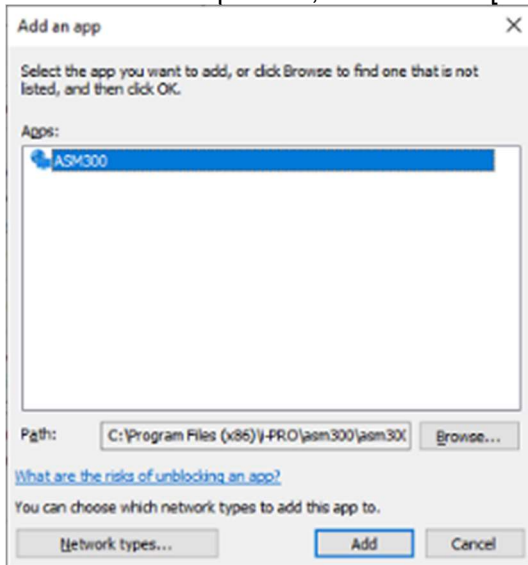 Add an app
Select the app you want to add, or click Browse to find one that is not
listed, and then click OK.
Apps:
ASM300
Path:
C:\Program Files (x86)\i-PRO\asm300\asm30
Browse...
What are the risks of unblocking an app?
You can choose which network types to add this app to.
Network types...
Add
Cancel